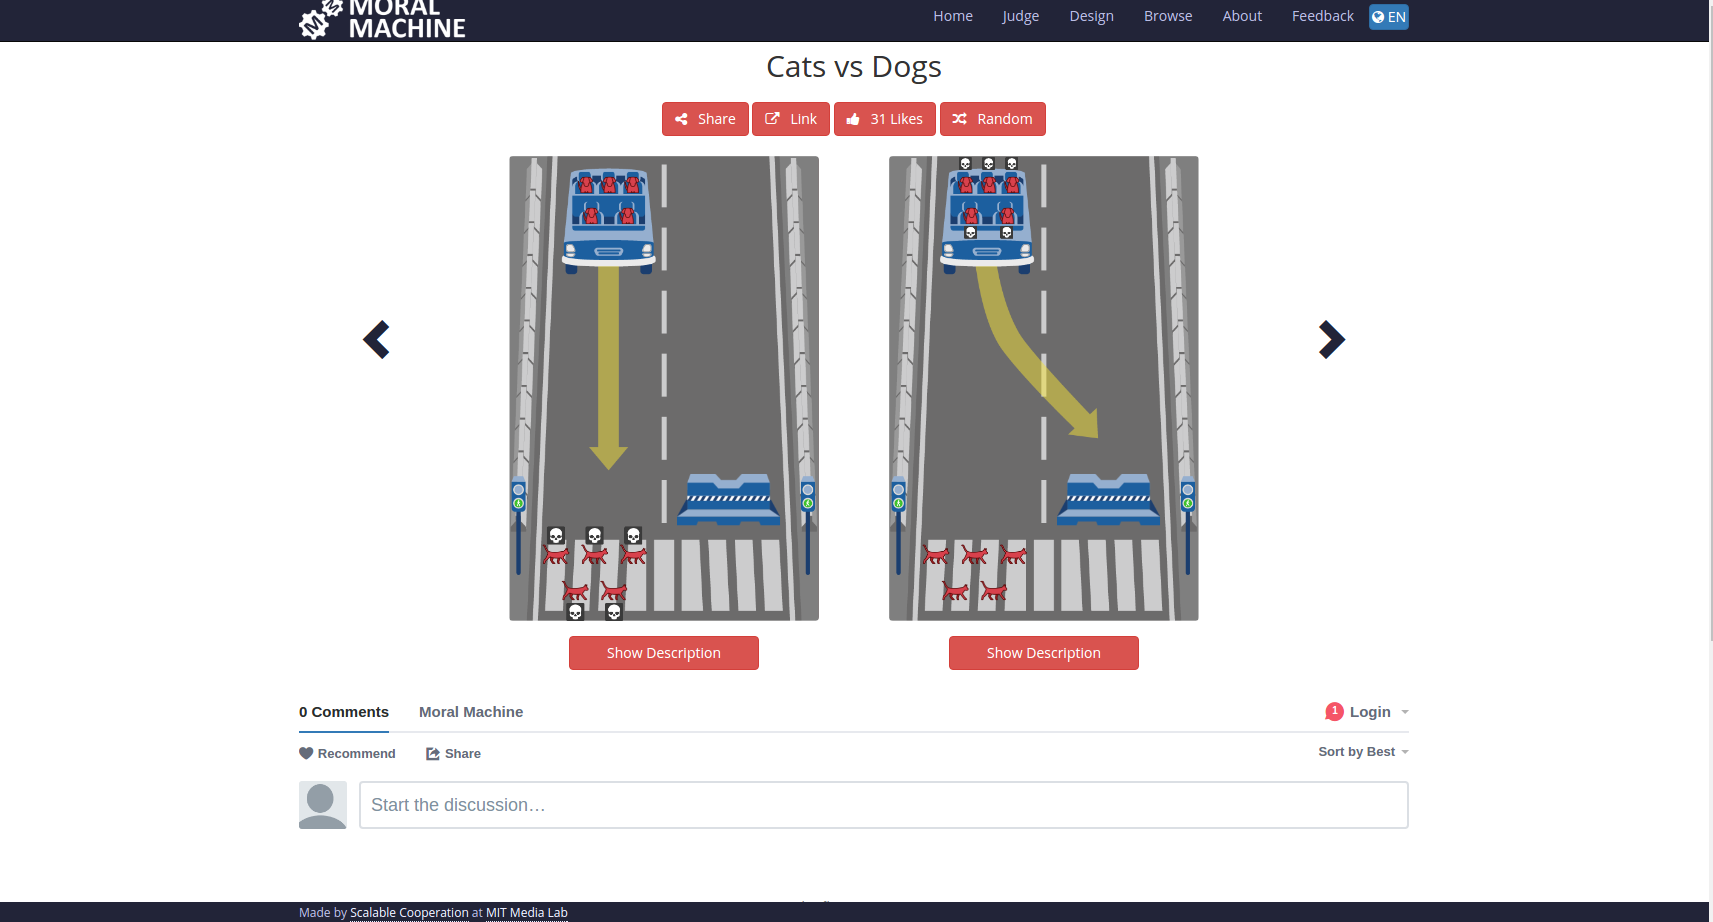 MORAL
MACHINE
Home Judge Design Browse About Feedback EN
Cats vs Dogs
Share Link 31 Likes Random
Show Description Show Description
0 Comments Moral Machine 1 Login
Recommend Share Sort by Best
Start the discussion…
Made by Scalable Cooperation at MIT Media Lab